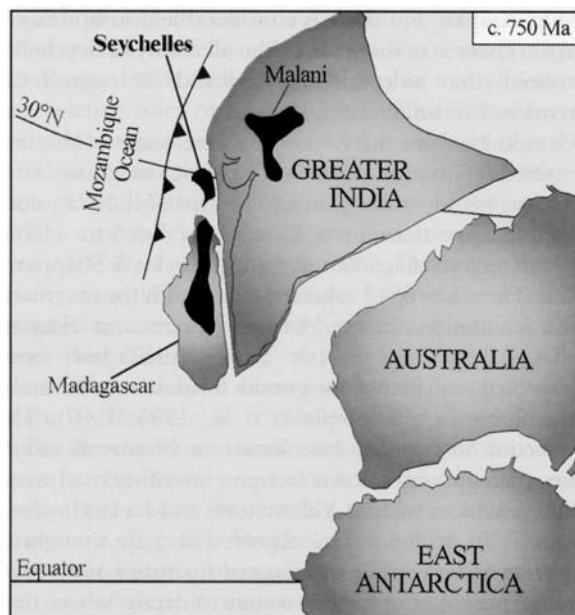 c. 750 Ma
Seychelles
Malani
30°N
Mozambique
Ocean
GREATER
INDIA
AUSTRALIA
Madagascar
EAST
ANTARCTICA
Equator